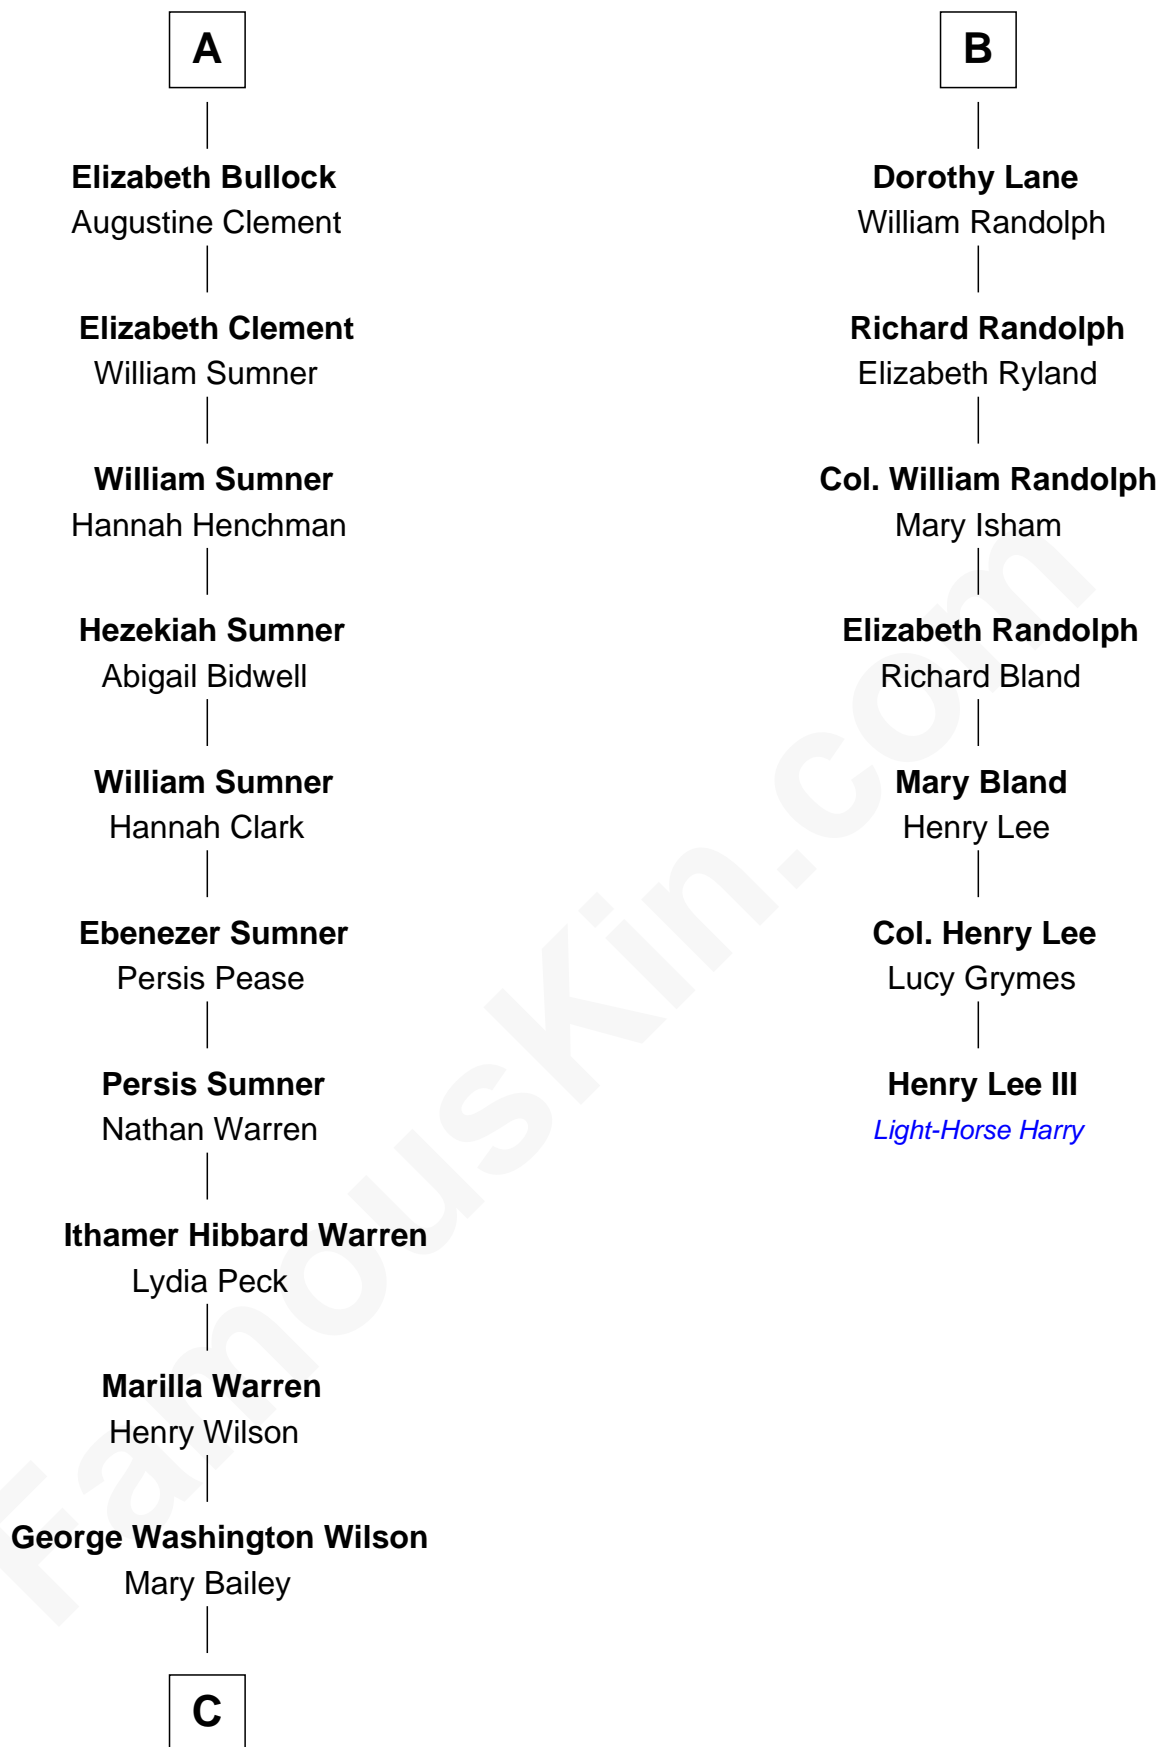 A
Elizabeth Bullock
Augustine Clement
Elizabeth Clement
William Sumner
William Sumner
Hannah Henchman
Hezekiah Sumner
Abigail Bidwell
William Sumner
Hannah Clark
Ebenezer Sumner
Persis Pease
Persis Sumner
Nathan Warren
Ithamer Hibbard Warren
Lydia Peck
Marilla Warren
Henry Wilson
George Washington Wilson
Mary Bailey
C
B
Dorothy Lane
William Randolph
Richard Randolph
Elizabeth Ryland
Col. William Randolph
Mary Isham
Elizabeth Randolph
Richard Bland
Mary Bland
Henry Lee
Col. Henry Lee
Lucy Grymes
Henry Lee III
Light-Horse Harry
FamousKin.com